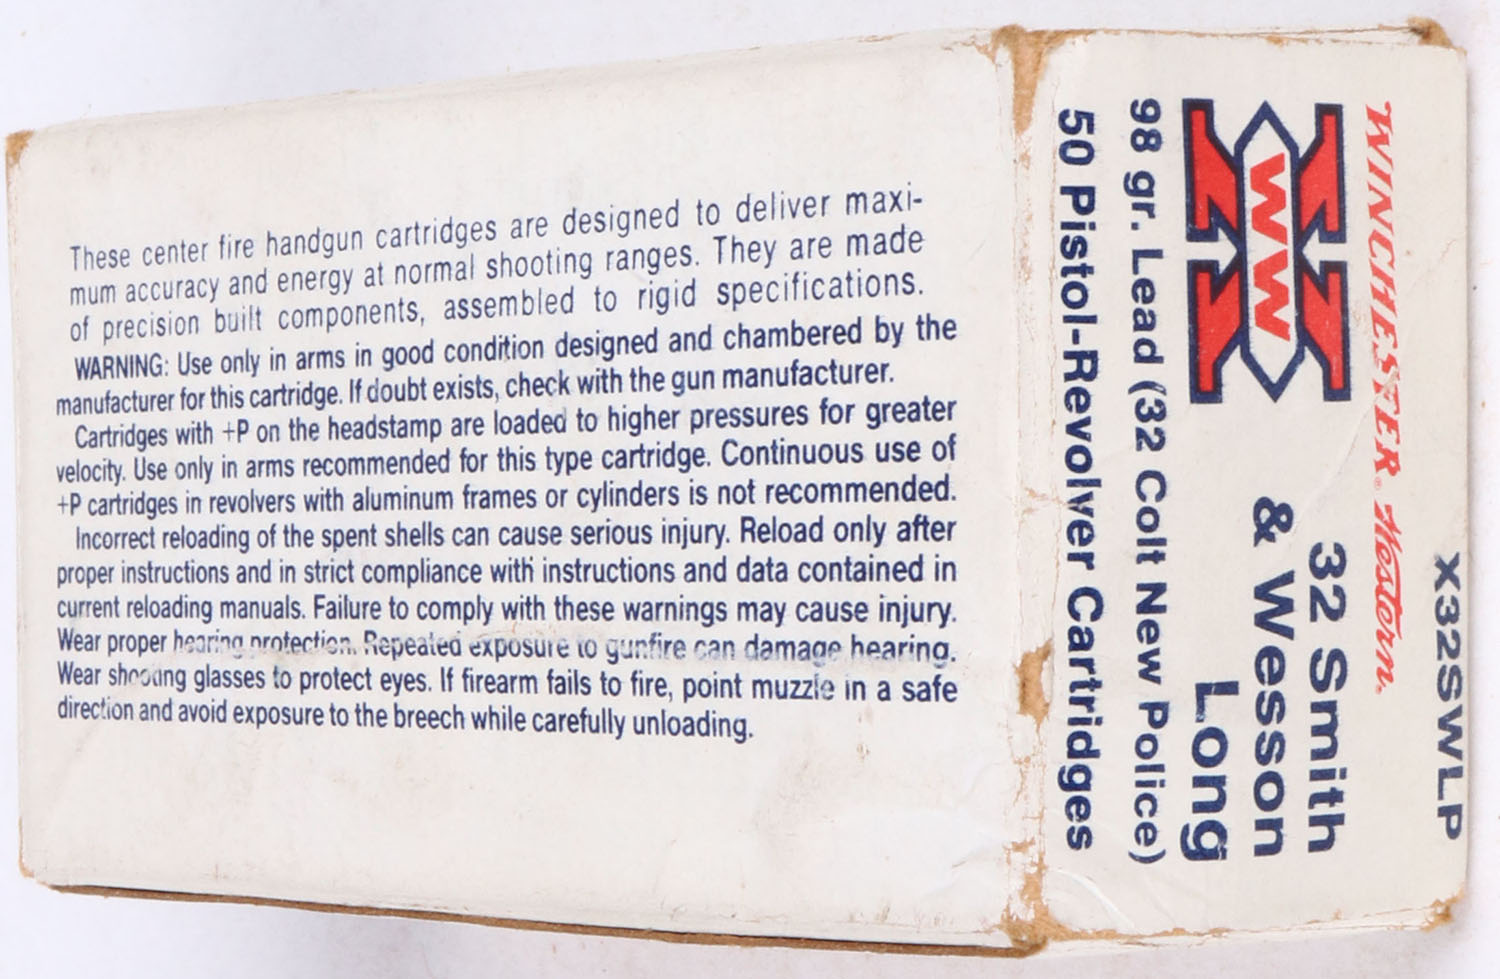 These center fire handgun cartridges are designed to deliver maxi-
mum accuracy and energy at normal shooting ranges. They are made
of precision built components, assembled to rigid specifications.
WARNING: Use only in arms in good condition designed and chambered by the
manufacturer for this cartridge. If doubt exists, check with the gun manufacturer.
Cartridges with +P on the headstamp are loaded to higher pressures for greater
velocity. Use only in arms recommended for this type cartridge. Continuous use of
+P cartridges in revolvers with aluminum frames or cylinders is not recommended.
Incorrect reloading of the spent shells can cause serious injury. Reload only after
proper instructions and in strict compliance with instructions and data contained in
current reloading manuals. Failure to comply with these warnings may cause injury.
Wear proper hearing protection. Repeated exposure to gunfire can damage hearing.
Wear shooting glasses to protect eyes. If firearm fails to fire, point muzzle in a safe
direction and avoid exposure to the breech while carefully unloading.
X32SWLP
WINCHESTER® Western.
WW
32 Smith
& Wesson
Long
98 gr. Lead (32 Colt New Police)
50 Pistol-Revolver Cartridges